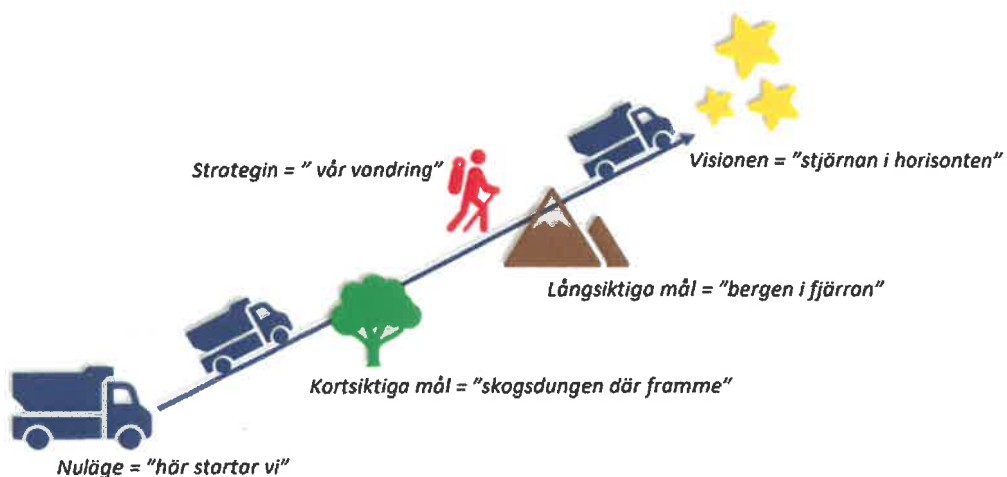 Visionen = "stjärnan i horisonten"
Strategin = " vår vandring"
Långsiktiga mål = "bergen i fjärran"
Kortsiktiga mål = "skogsdungen där framme"
Nuläge = "här startar vi"